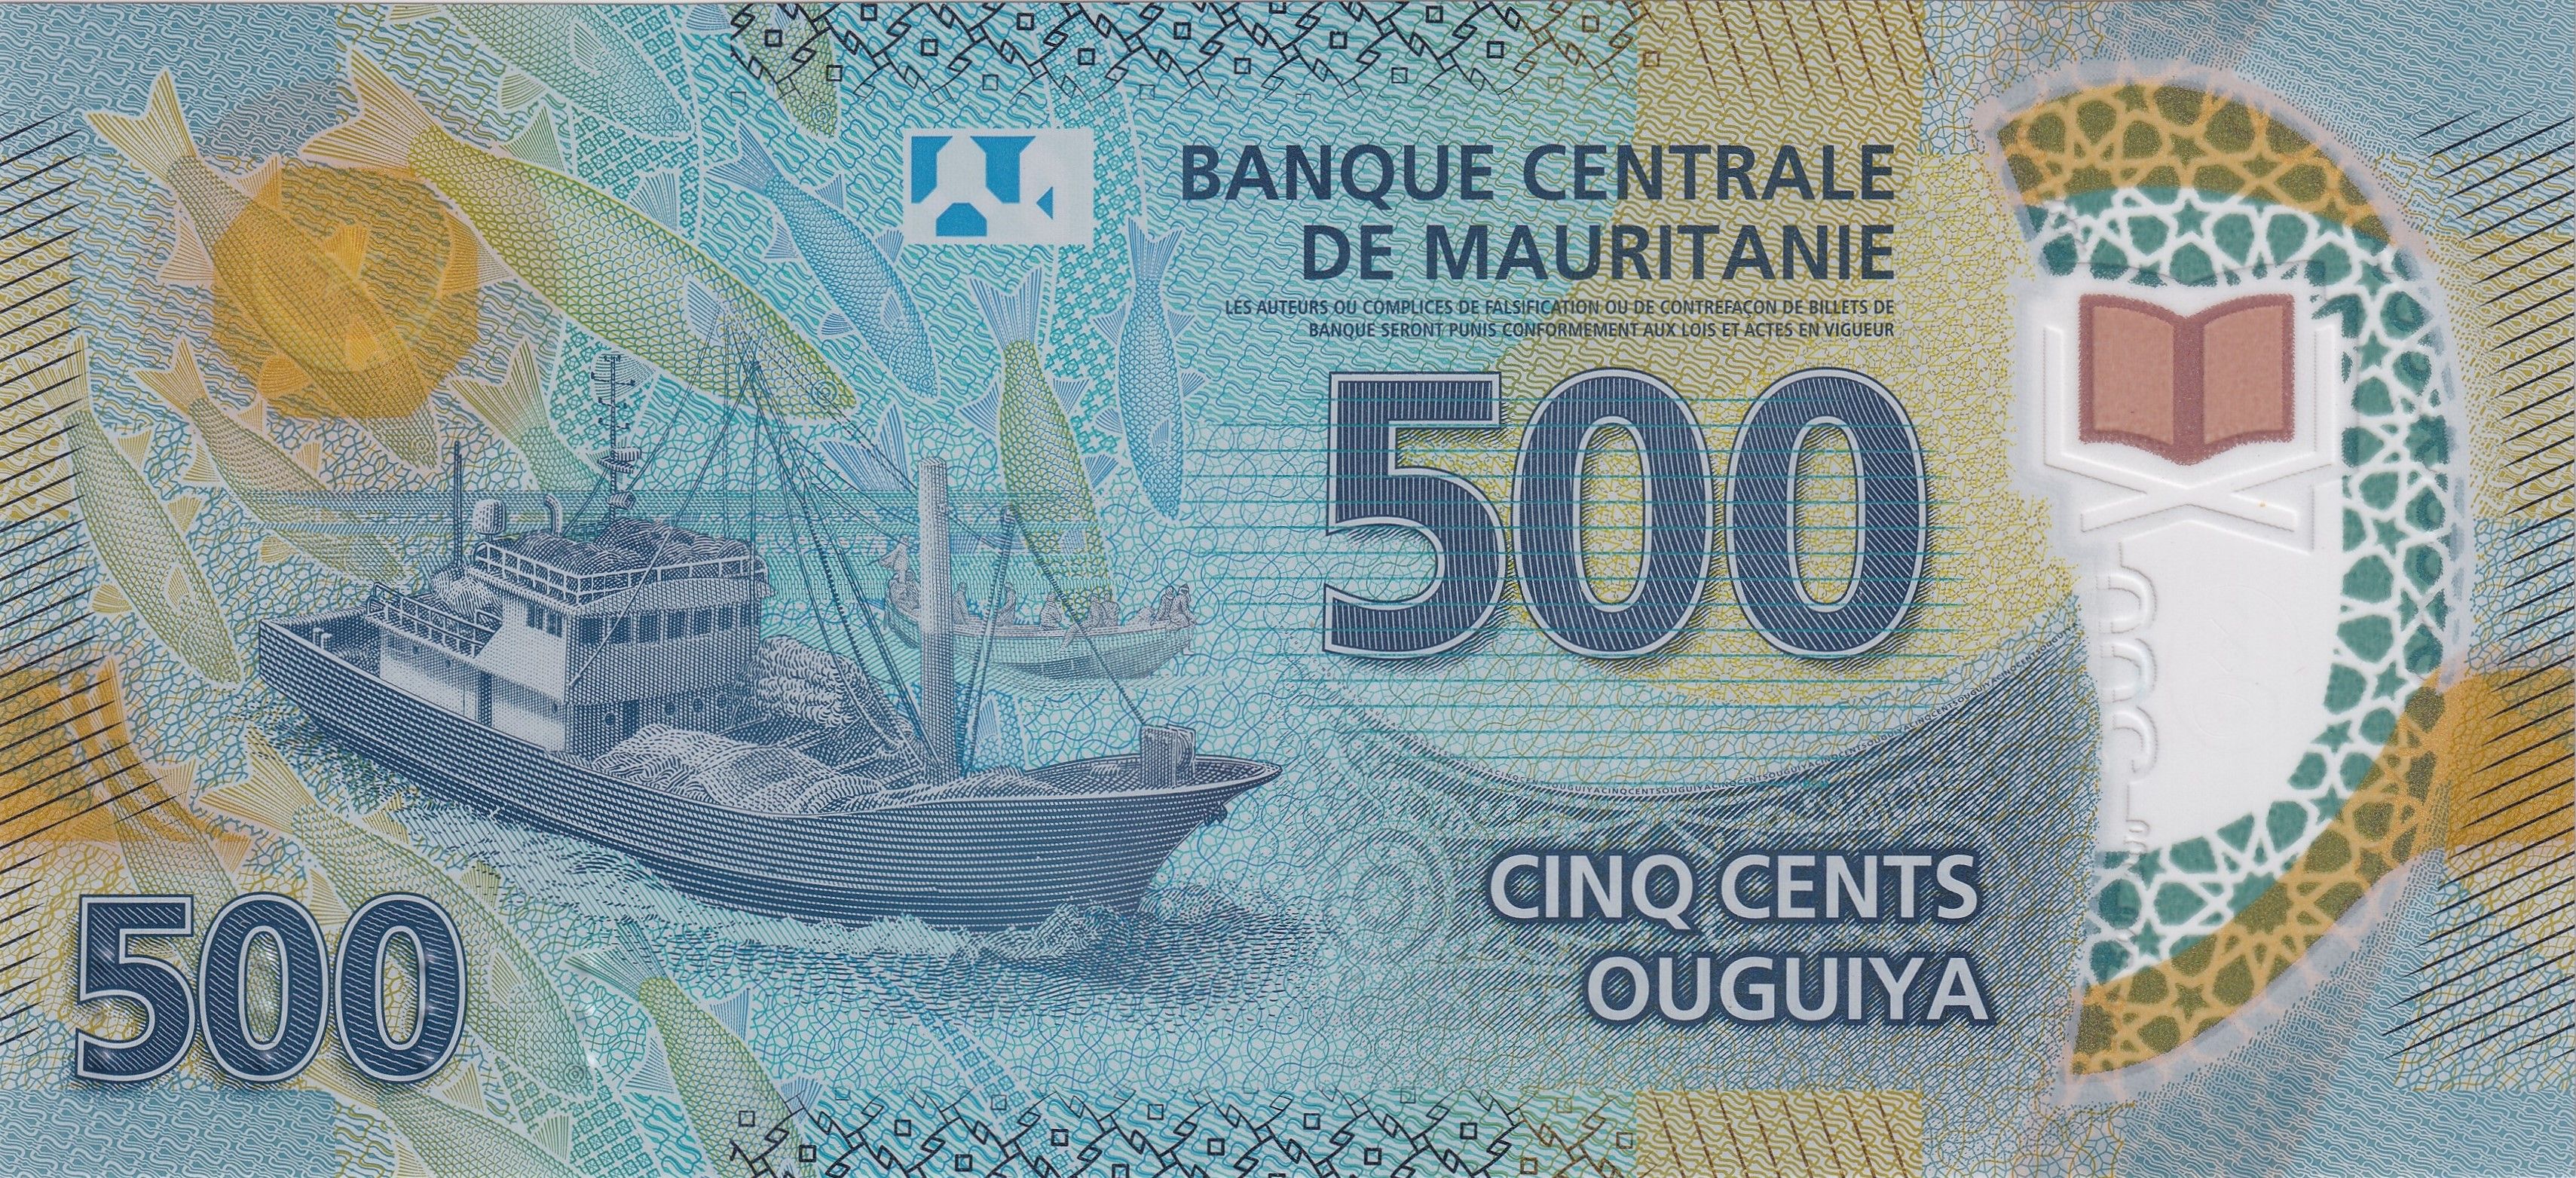 BANQUE CENTRALE
DE MAURITANIE
LES AUTEURS OU COMPLICES DE FALSIFICATION OU DE CONTREFAÇON DE BILLETS DE
BANQUE SERONT PUNIS CONFORMEMENT AUX LOIS ET ACTES EN VIGUEUR
500
CINQ CENTS
OUGUIYA
500